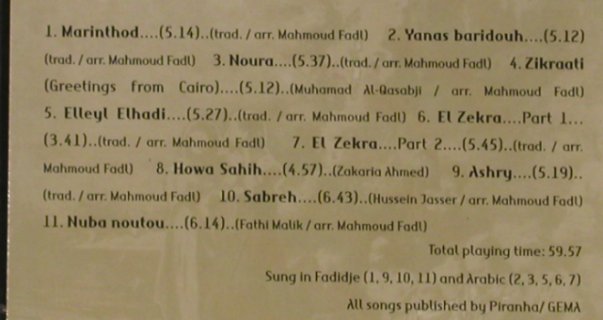 1. Marinthod....(5.14)..(trad. / arr. Mahmoud Fadl) 2. Yanas baridouh....(5.12)
(trad. / arr. Mahmoud Fadl) 3. Noura....(5.37)..(trad. / arr. Mahmoud Fadl) 4. Zikraati
(Greetings from Cairo)....(5.12)..(Muhamad Al-Qasabji / arr. Mahmoud Fadl)
5. Elleyl Elhadi....(5.27)..(trad. / arr. Mahmoud Fadl) 6. El Zekra....Part 1...
(3.41)..(trad. / arr. Mahmoud Fadl) 7. El Zekra....Part 2....(5.45)..(trad. / arr.
Mahmoud Fadl) 8. Howa Sahih....(4.57)..(Zakaria Ahmed) 9. Ashry....(5.19)..
(trad. / arr. Mahmoud Fadl) 10. Sabreh....(6.43)..(Hussein Jasser / arr. Mahmoud Fadl)
11. Nuba noutou....(6.14)..(Fathi Malik / arr. Mahmoud Fadl)
Total playing time: 59.57
Sung in Fadidje (1, 9, 10, 11) and Arabic (2, 3, 5, 6, 7)
All songs published by Piranha/ GEMA